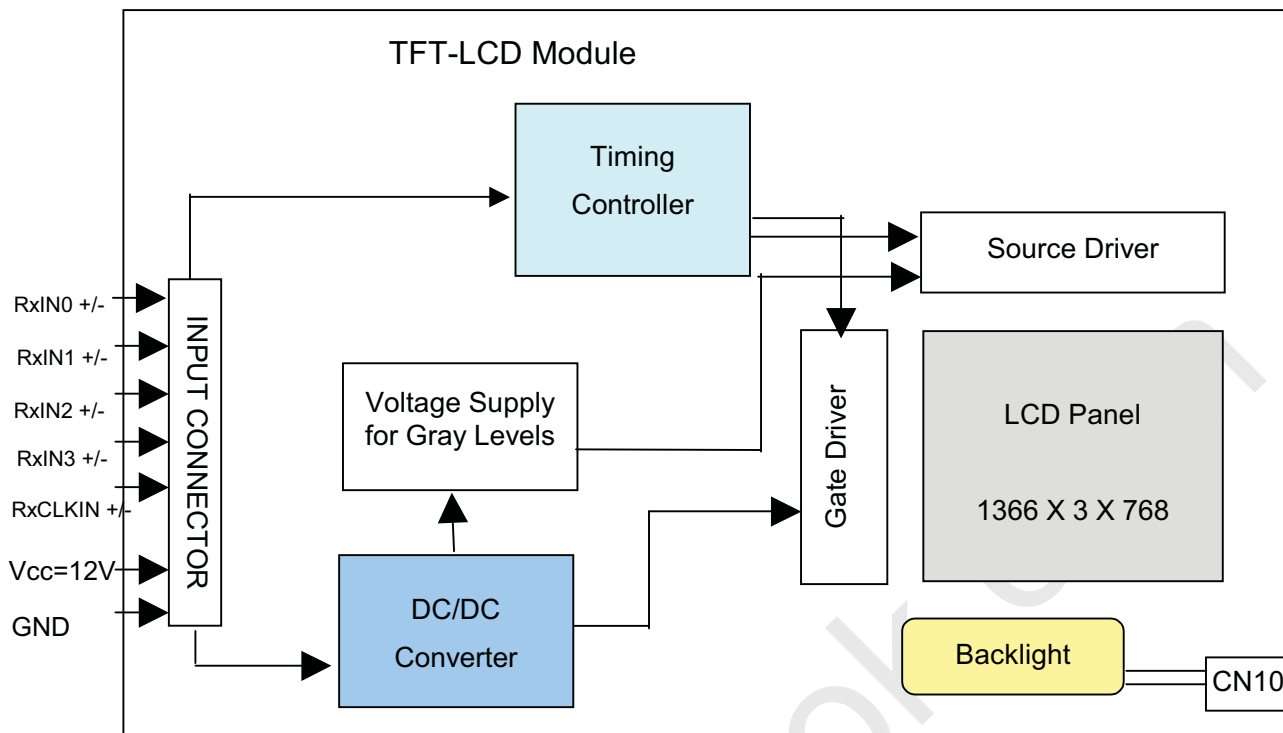 TFT-LCD Module
Timing
Controller
Source Driver
RxIN0 +/-
RxIN1 +/-
RxIN2 +/-
RxIN3 +/-
RxCLKIN +/-
Vcc=12V
GND
INPUT CONNECTOR
Voltage Supply
for Gray Levels
Gate Driver
LCD Panel
1366 X 3 X 768
DC/DC
Converter
Backlight
CN10